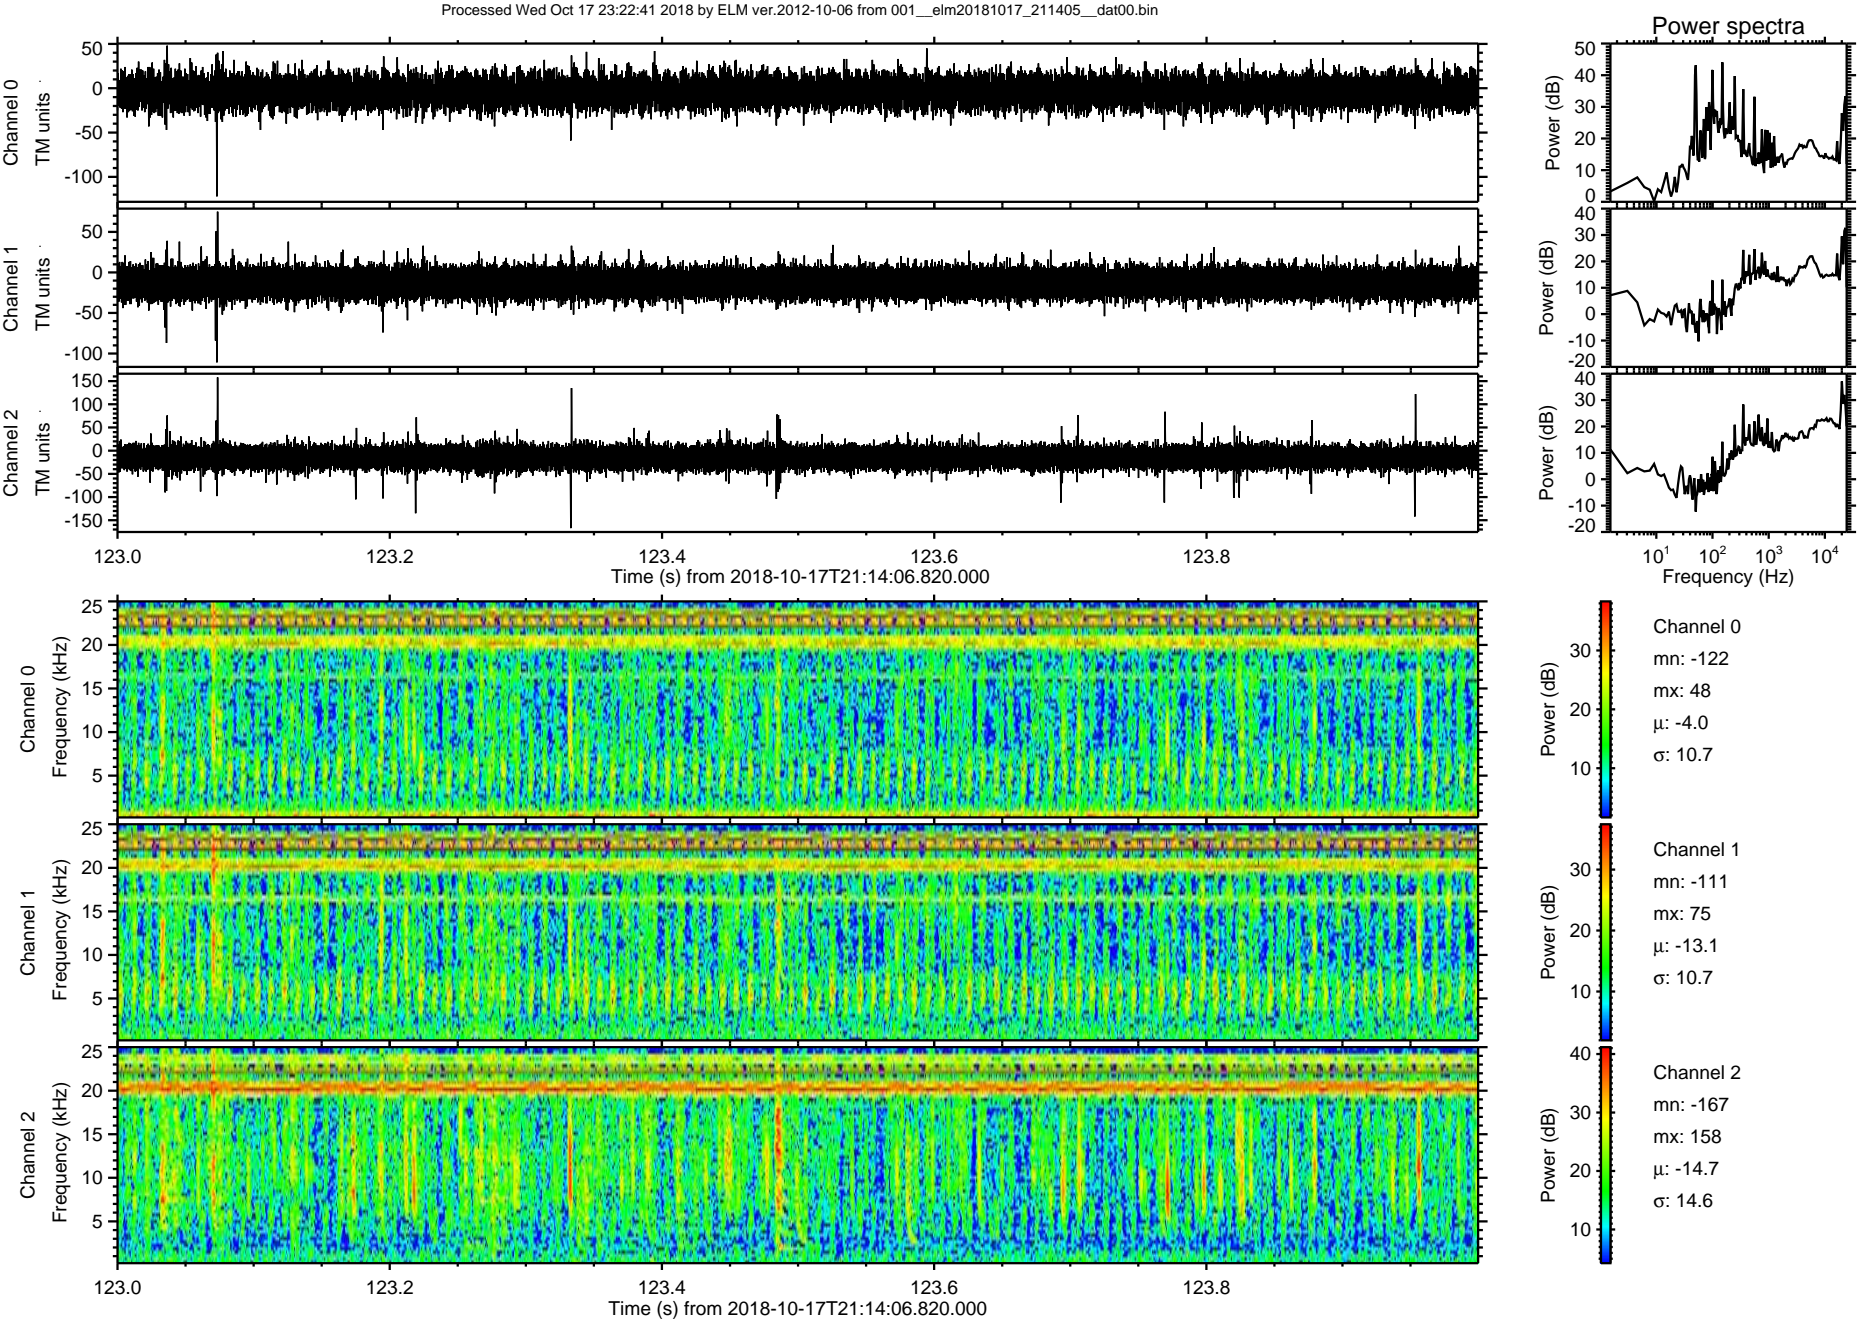 Processed Wed Oct 17 23:22:41 2018 by ELM ver.2012-10-06 from 001__elm20181017_211405__dat00.bin
Power spectra
Channel 0
TM units
50
0
-50
-100
Power (dB)
50
40
30
20
10
0
Channel 1
TM units
50
0
-50
-100
Power (dB)
40
30
20
10
0
-10
-20
Channel 2
TM units
150
100
50
0
-50
-100
-150
Power (dB)
40
30
20
10
0
-10
-20
123.0 123.2 123.4 123.6 123.8
Time (s) from 2018-10-17T21:14:06.820.000
10¹ 10² 10³ 10⁴
Frequency (Hz)
Channel 0
Frequency (kHz)
25
20
15
10
5
Power (dB)
30
20
10
Channel 0
mn: -122
mx: 48
μ: -4.0
σ: 10.7
Channel 1
Frequency (kHz)
25
20
15
10
5
Power (dB)
30
20
10
Channel 1
mn: -111
mx: 75
μ: -13.1
σ: 10.7
Channel 2
Frequency (kHz)
25
20
15
10
5
Power (dB)
40
30
20
10
Channel 2
mn: -167
mx: 158
μ: -14.7
σ: 14.6
123.0 123.2 123.4 123.6 123.8
Time (s) from 2018-10-17T21:14:06.820.000